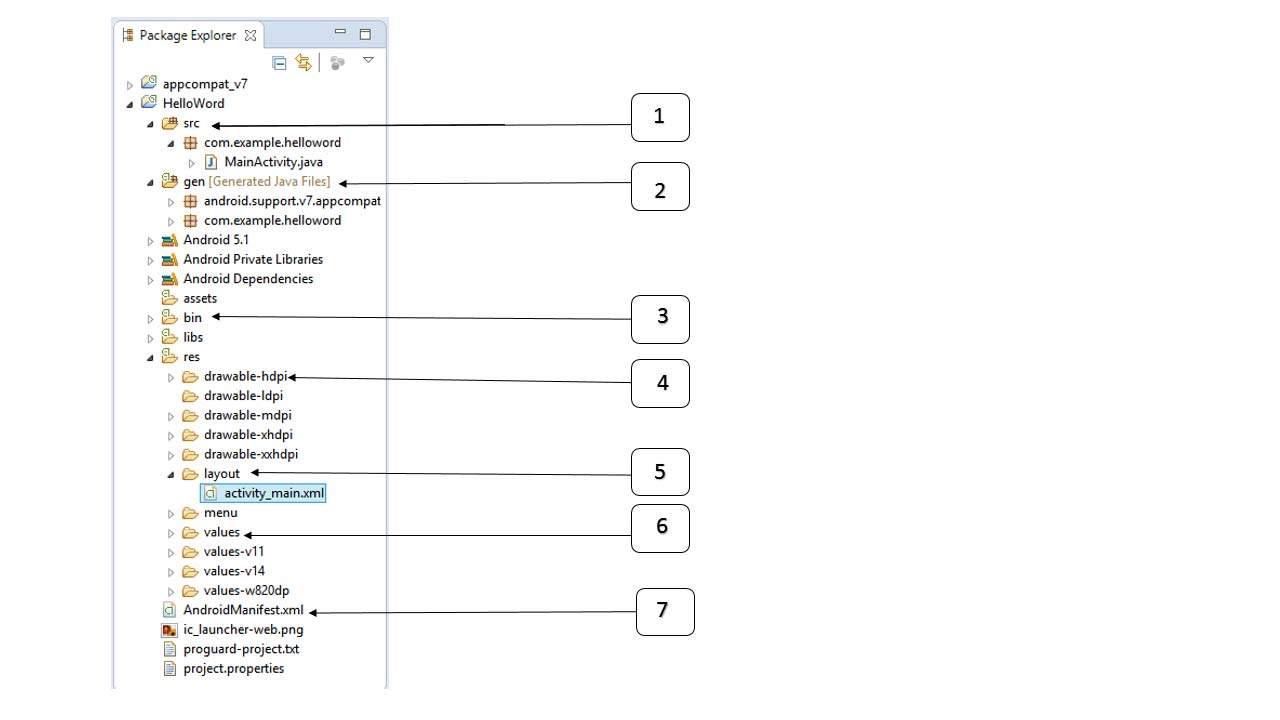 Package Explorer
appcompat_v7
HelloWord
src
1
com.example.helloword
MainActivity.java
gen [Generated Java Files]
2
android.support.v7.appcompat
com.example.helloword
Android 5.1
Android Private Libraries
Android Dependencies
assets
bin
3
libs
res
drawable-hdpi
4
drawable-ldpi
drawable-mdpi
drawable-xhdpi
drawable-xxhdpi
layout
5
activity_main.xml
menu
values
6
values-v11
values-v14
values-w820dp
AndroidManifest.xml
7
ic_launcher-web.png
proguard-project.txt
project.properties